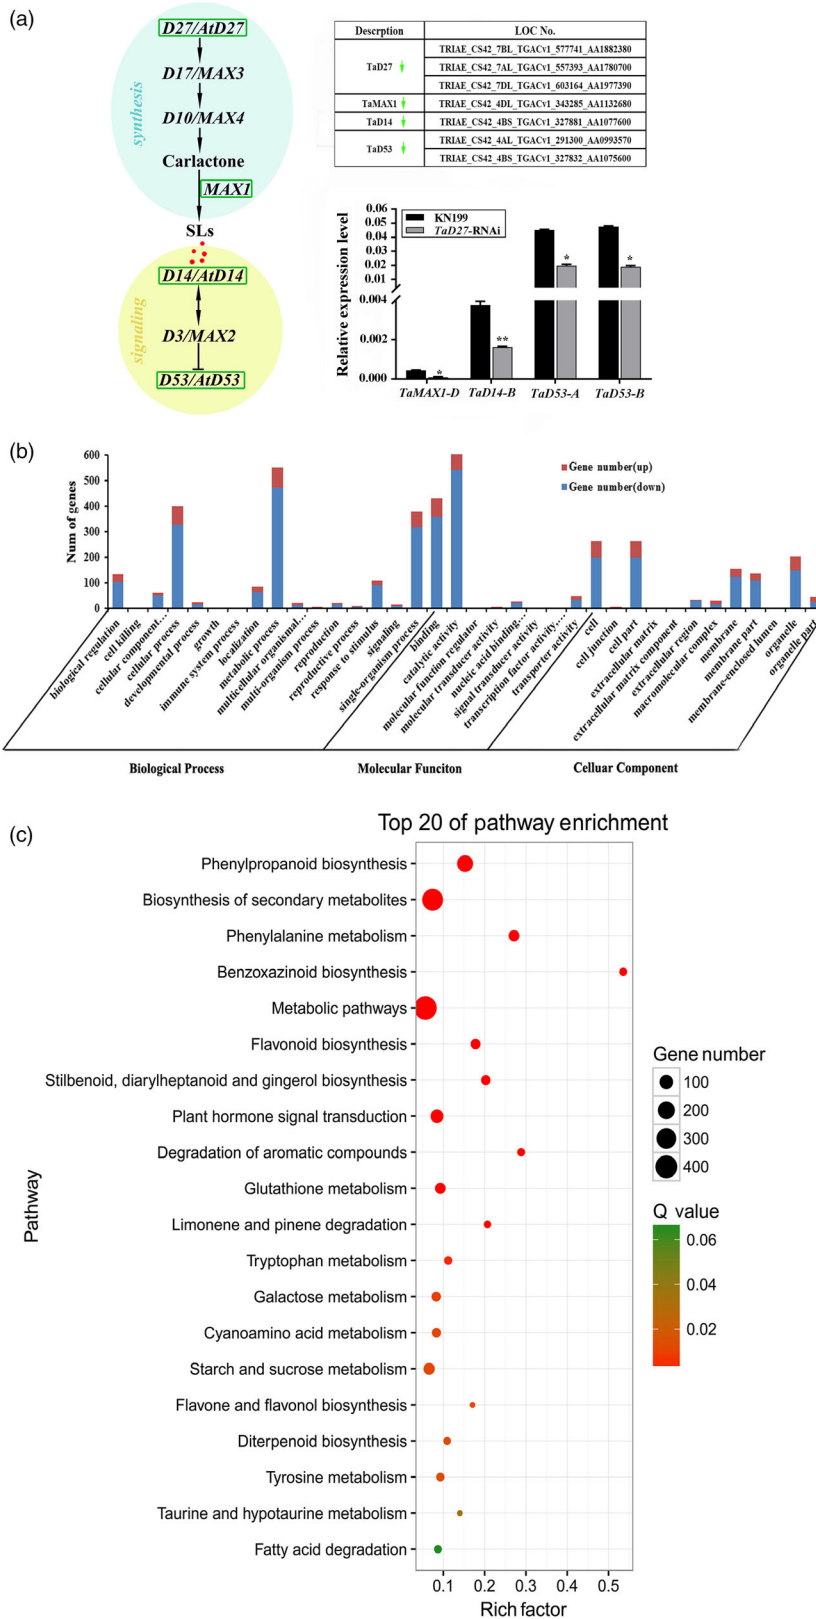 (a)
D27/AtD27
D17/MAX3
D10/MAX4
Carlactone
MAX1
SLs
D14/AtD14
D3/MAX2
D53/AtD53
synthesis
signaling
Descrption LOC No.
TaD27 TRIAE_CS42_7BL_TGACv1_577741_AA1882380
TRIAE_CS42_7AL_TGACv1_557393_AA1780700
TRIAE_CS42_7DL_TGACv1_603164_AA1977390
TaMAX1 TRIAE_CS42_4DL_TGACv1_343285_AA1132680
TaD14 TRIAE_CS42_4BS_TGACv1_327881_AA1077600
TaD53 TRIAE_CS42_4AL_TGACv1_291300_AA0993570
TRIAE_CS42_4BS_TGACv1_327832_AA1075600
Relative expression level
0.06
0.05
0.04
0.03
0.02
0.01
0.004
0.002
0.000
KN199
TaD27-RNAi
*
**
*
*
TaMAX1-D TaD14-B TaD53-A TaD53-B
(b)
Num of genes
600
500
400
300
200
100
0
Gene number(up)
Gene number(down)
biological regulation
cell killing
cellular component…
cellular process
developmental process
growth
immune system process
localization
metabolic process
multicellular organismal…
multi-organism process
reproduction
reproductive process
response to stimulus
signaling
single-organism process
binding
catalytic activity
molecular function regulator
molecular transducer activity
nucleic acid binding…
signal transducer activity
transcription factor activity,…
transporter activity
cell
cell junction
cell part
extracellular matrix
extracellular matrix component
extracellular region
macromolecular complex
membrane
membrane part
membrane-enclosed lumen
organelle
organelle part
Biological Process Molecular Funciton Celluar Component
(c)
Top 20 of pathway enrichment
Pathway
Phenylpropanoid biosynthesis
Biosynthesis of secondary metabolites
Phenylalanine metabolism
Benzoxazinoid biosynthesis
Metabolic pathways
Flavonoid biosynthesis
Stilbenoid, diarylheptanoid and gingerol biosynthesis
Plant hormone signal transduction
Degradation of aromatic compounds
Glutathione metabolism
Limonene and pinene degradation
Tryptophan metabolism
Galactose metabolism
Cyanoamino acid metabolism
Starch and sucrose metabolism
Flavone and flavonol biosynthesis
Diterpenoid biosynthesis
Tyrosine metabolism
Taurine and hypotaurine metabolism
Fatty acid degradation
0.1 0.2 0.3 0.4 0.5
Rich factor
Gene number
100
200
300
400
Q value
0.06
0.04
0.02